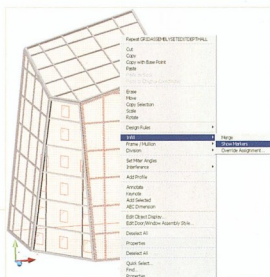 Repeat GRIDASSEMBLYSETEDITDEPTHALL
Cut
Copy
Copy with Base Point
Paste
Erase
Move
Copy Selection
Scale
Rotate
Design Rules
Infill
Merge
Show Markers
Override Assignment...
Frame / Mullion
Division
Set Miter Angles
Interference
Add Profile
Annotate
Keynote
Add Selected
AEC Dimension
Edit Object Display...
Edit Door/Window Assembly Style...
Deselect All
Properties
Deselect All
Quick Select...
Find...
Properties